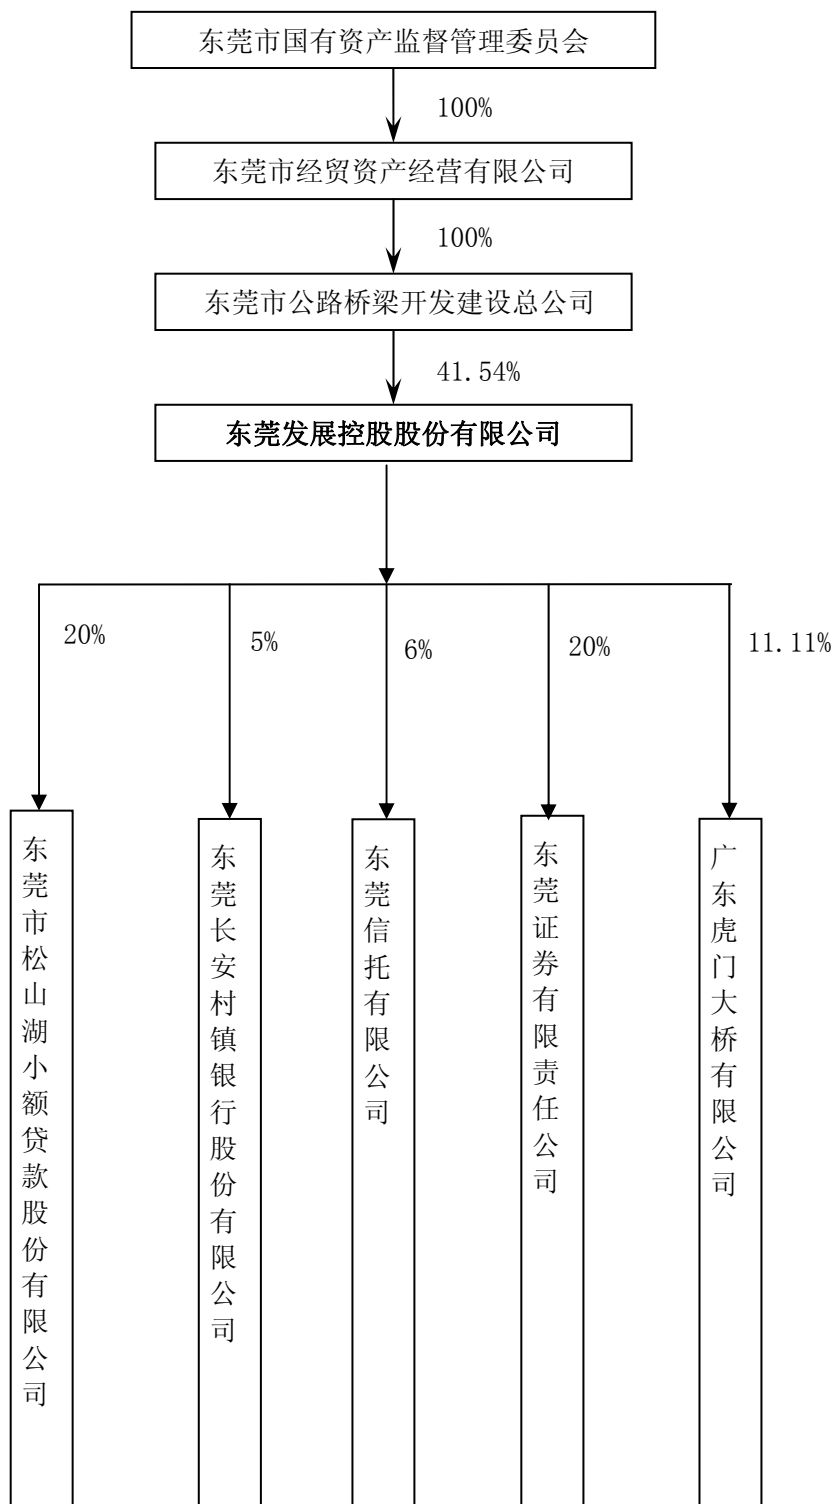 东莞市国有资产监督管理委员会
100%
东莞市经贸资产经营有限公司
100%
东莞市公路桥梁开发建设总公司
41.54%
东莞发展控股股份有限公司
20%
5%
6%
20%
11.11%
东莞市松山湖小额贷款股份有限公司
东莞长安村镇银行股份有限公司
东莞信托有限公司
东莞证券有限责任公司
广东虎门大桥有限公司